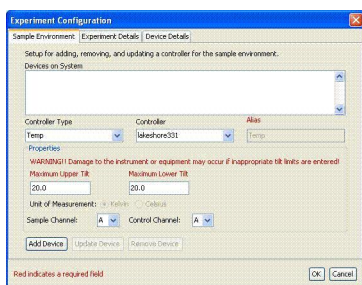 Experiment Configuration
Sample Environment Experiment Details Device Details
Setup for adding, removing, and updating a controller for the sample environment.
Devices on System
Controller Type Controller Alias
Temp lakeshore331 Temp
Properties
WARNING!! Damage to the instrument or equipment may occur if inappropriate tilt limits are entered!
Maximum Upper Tilt Maximum Lower Tilt
20.0 20.0
Unit of Measurement: Kelvin Celsius
Sample Channel: A Control Channel: A
Add Device Update Device Remove Device
Red indicates a required field OK Cancel